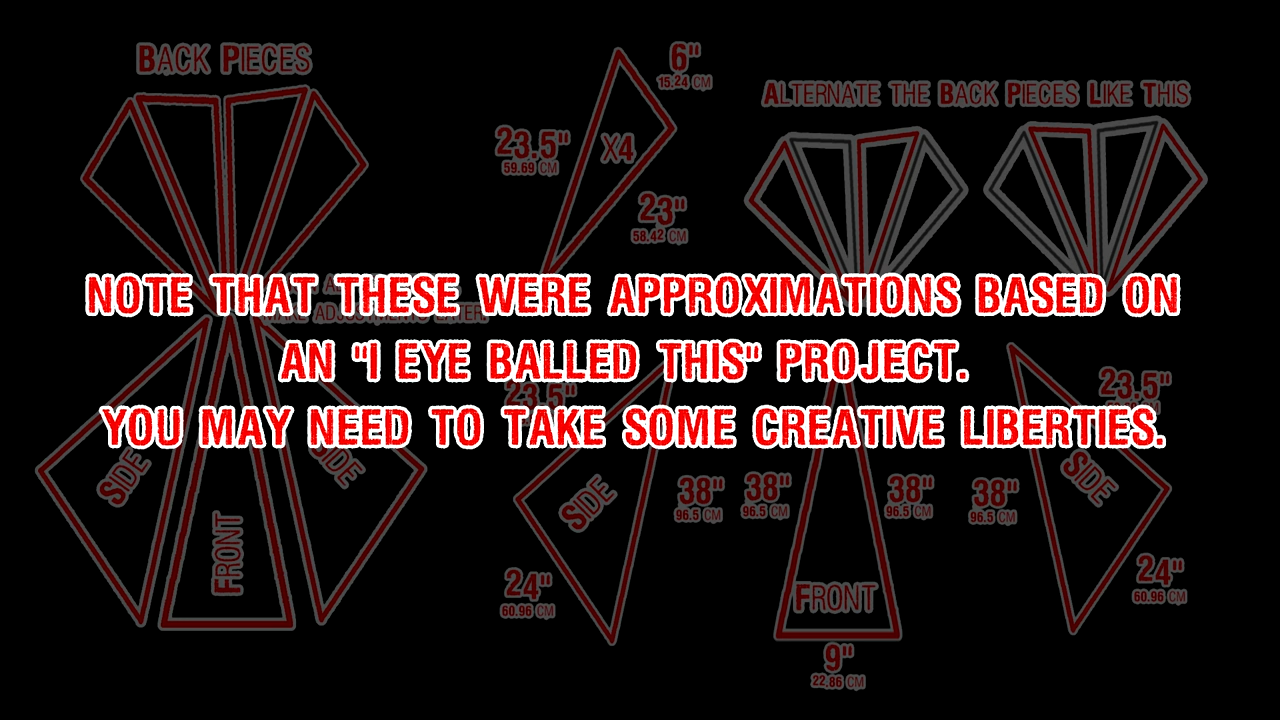 BACK PIECES
6"
15.24 CM
ALTERNATE THE BACK PIECES LIKE THIS
23.5"
59.69 CM
X4
23"
58.42 CM
NOTE THAT THESE WERE APPROXIMATIONS BASED ON
MAKE ADJUSTMENTS LATER.
AN "I EYE BALLED THIS" PROJECT.
23.5"
23.5"
YOU MAY NEED TO TAKE SOME CREATIVE LIBERTIES.
SIDE
SIDE
FRONT
SIDE
38"
96.5 CM
38"
96.5 CM
38"
96.5 CM
38"
96.5 CM
SIDE
24"
60.96 CM
FRONT
24"
60.96 CM
9"
22.86 CM